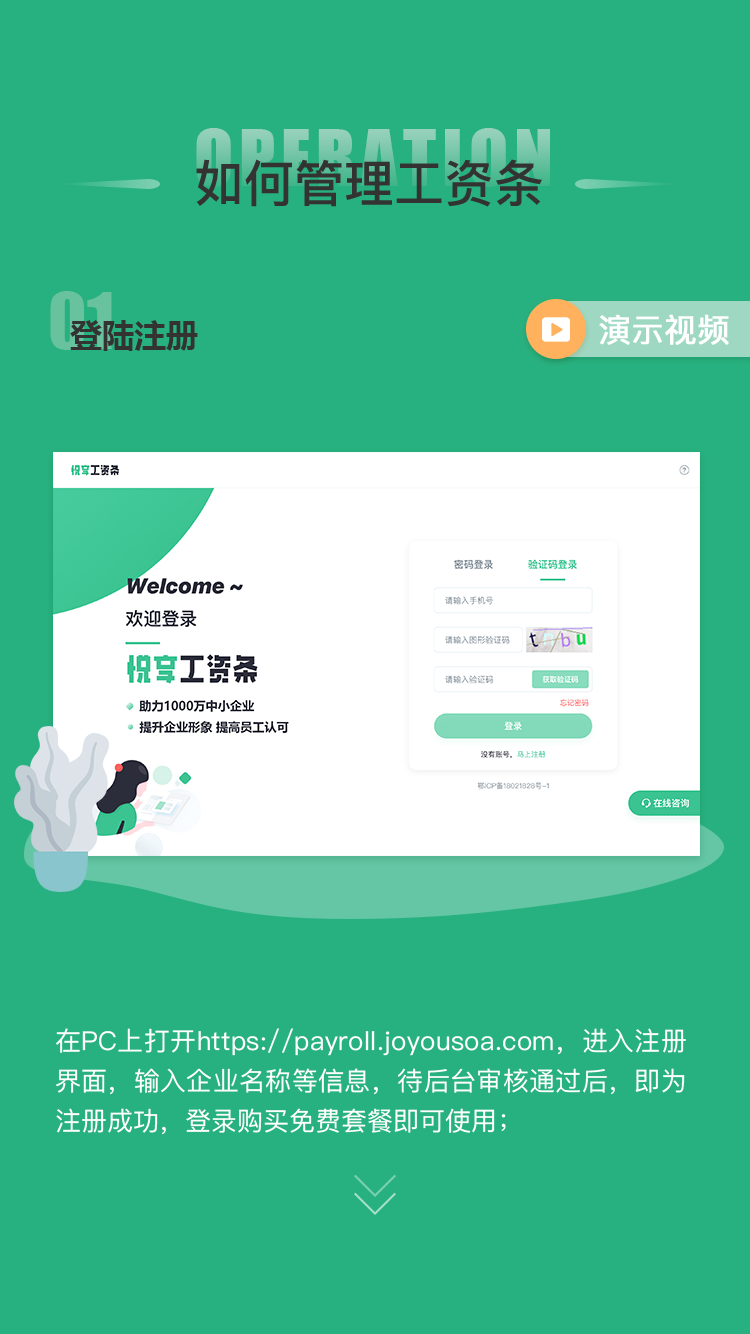 OPERATION
如何管理工资条
01
登陆注册
演示视频
悦享工资条
Welcome ~
欢迎登录
悦享工资条
助力1000万中小企业
提升企业形象 提高员工认可
密码登录 验证码登录
请输入手机号
请输入图形验证码
t n b u
请输入验证码 获取验证码
忘记密码
登录
没有账号，马上注册
鄂ICP备18021928号-1
在线咨询
在PC上打开https://payroll.joyousoa.com，进入注册
界面，输入企业名称等信息，待后台审核通过后，即为
注册成功，登录购买免费套餐即可使用；